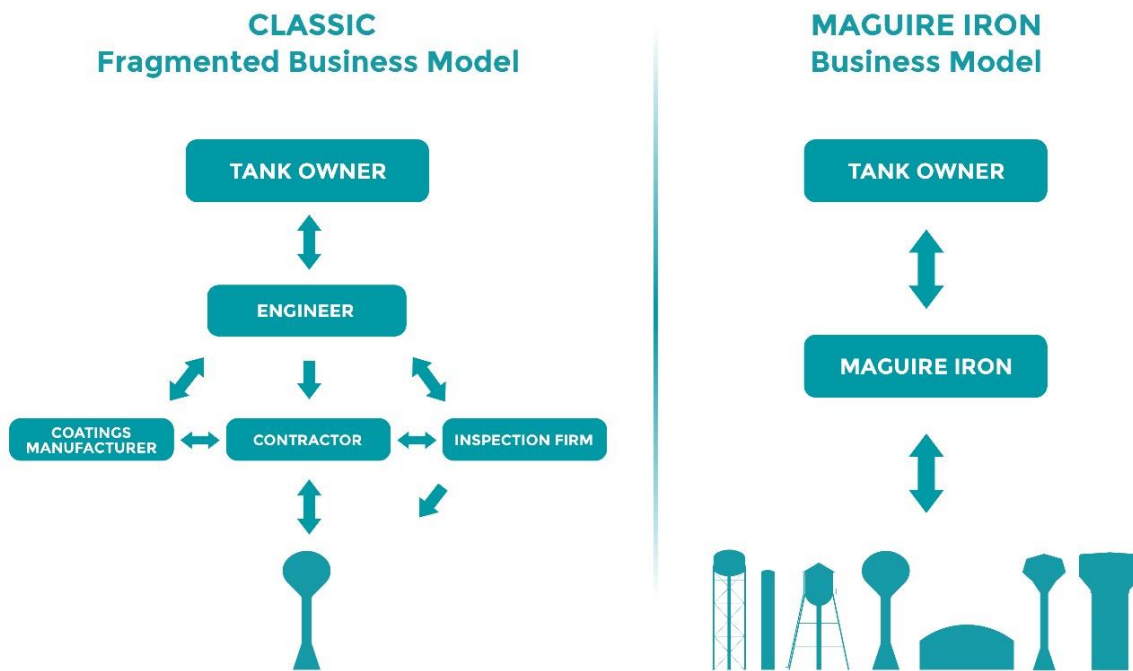 CLASSIC
Fragmented Business Model
TANK OWNER
ENGINEER
COATINGS
MANUFACTURER
CONTRACTOR
INSPECTION FIRM
MAGUIRE IRON
Business Model
TANK OWNER
MAGUIRE IRON